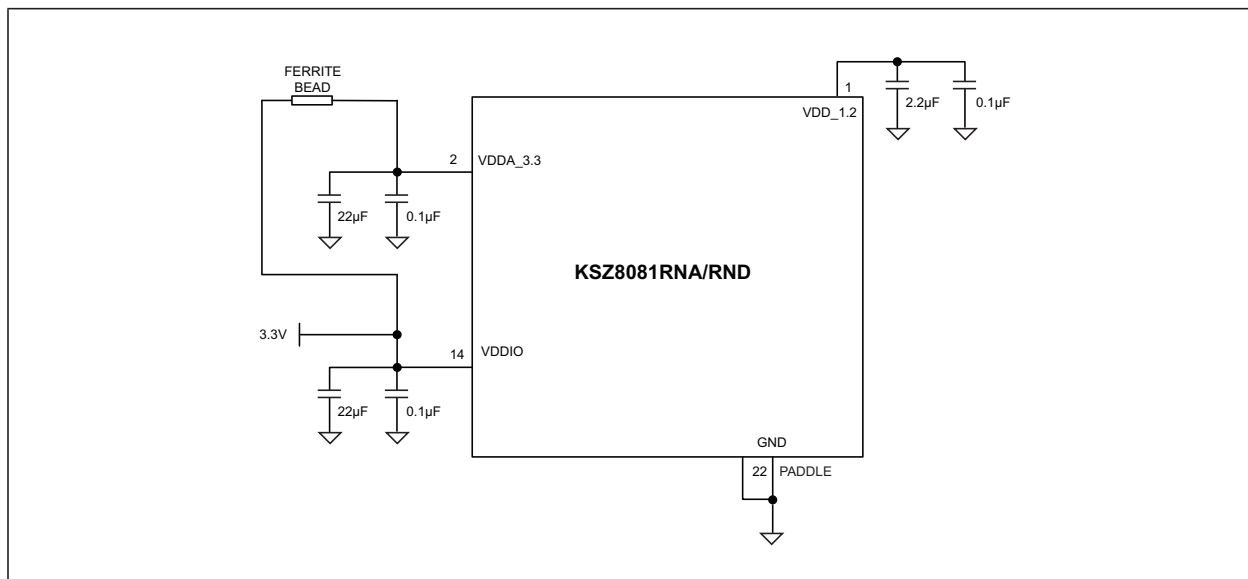 FERRITE
BEAD
1
VDD_1.2
2.2µF
0.1µF
2
VDDA_3.3
22µF
0.1µF
KSZ8081RNA/RND
3.3V
14
VDDIO
22µF
0.1µF
GND
22
PADDLE